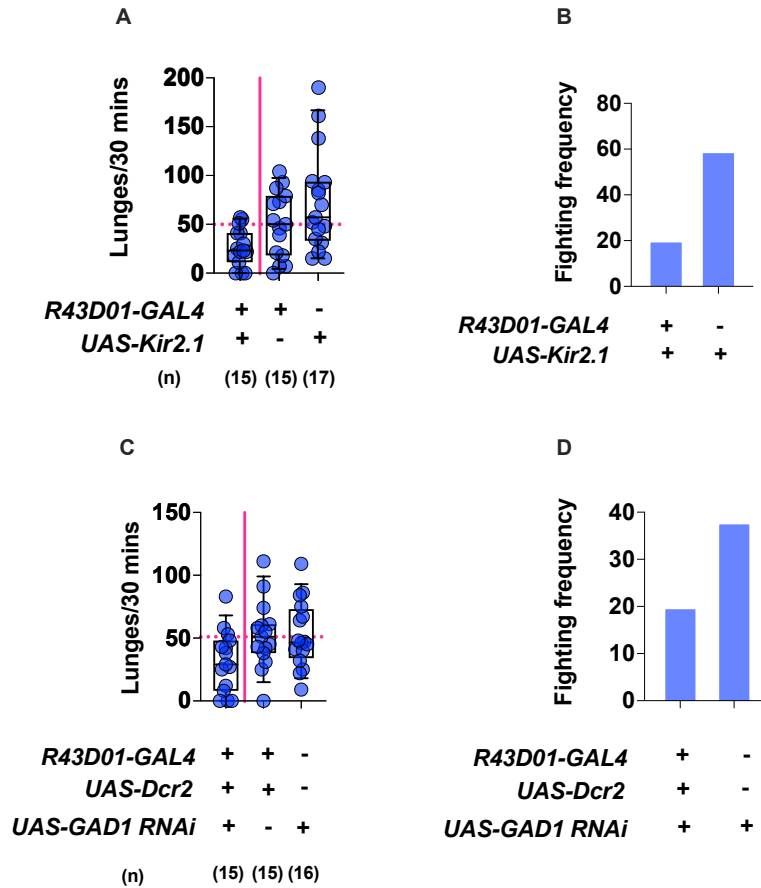 A
Lunges/30 mins
200
150
100
50
0
R43D01-GAL4 + + -
UAS-Kir2.1 + - +
(n) (15) (15) (17)
B
Fighting frequency
80
60
40
20
0
R43D01-GAL4 + -
UAS-Kir2.1 + +
C
Lunges/30 mins
150
100
50
0
R43D01-GAL4 + + -
UAS-Dcr2 + + -
UAS-GAD1 RNAi + - +
(n) (15) (15) (16)
D
Fighting frequency
40
30
20
10
0
R43D01-GAL4 + -
UAS-Dcr2 + -
UAS-GAD1 RNAi + +